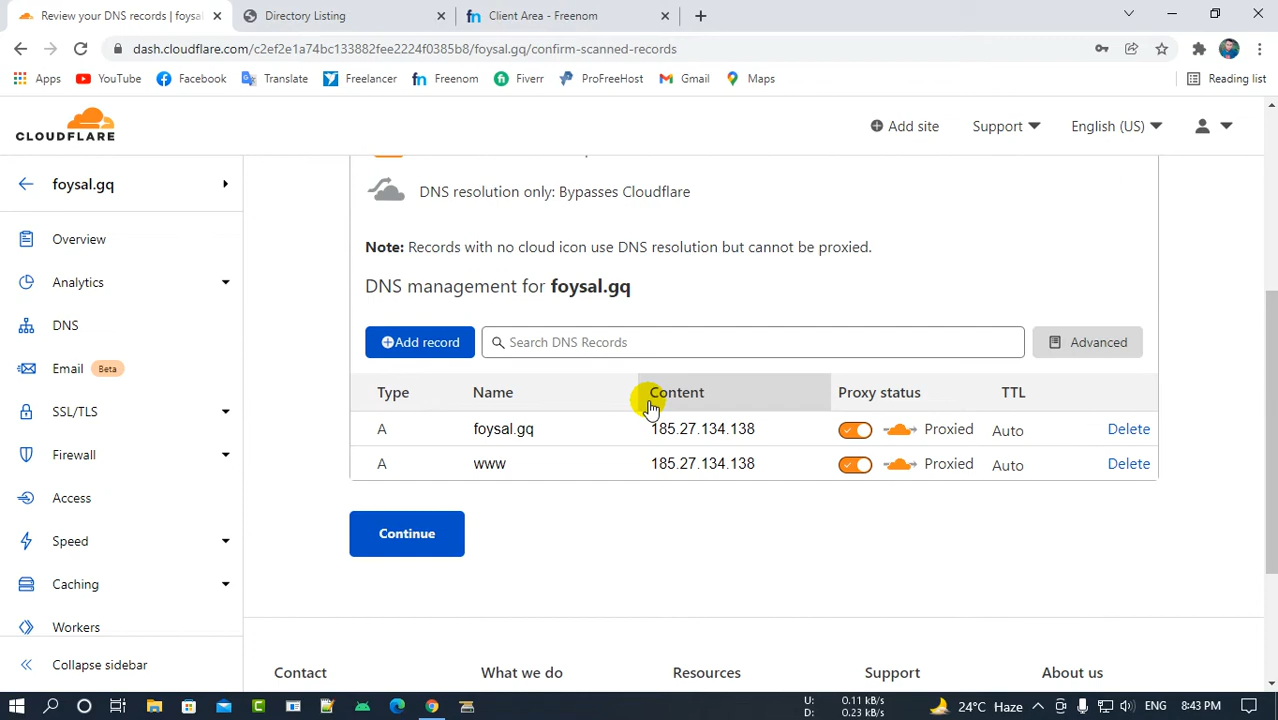 Review your DNS records | foysal
Directory Listing
Client Area - Freenom
dash.cloudflare.com/c2ef2e1a74bc133882fee2224f0385b8/foysal.gq/confirm-scanned-records
Apps YouTube Facebook Translate Freelancer Freenom Fiverr ProFreeHost Gmail Maps Reading list
CLOUDFLARE
Add site Support English (US)
foysal.gq
Overview
Analytics
DNS
Email Beta
SSL/TLS
Firewall
Access
Speed
Caching
Workers
Collapse sidebar
DNS resolution only: Bypasses Cloudflare
Note: Records with no cloud icon use DNS resolution but cannot be proxied.
DNS management for foysal.gq
Add record Search DNS Records Advanced
Type Name Content Proxy status TTL
A foysal.gq 185.27.134.138 Proxied Auto Delete
A www 185.27.134.138 Proxied Auto Delete
Continue
Contact What we do Resources Support About us
U: 0.11 kB/s
D: 0.23 kB/s
24°C Haze
ENG 8:43 PM